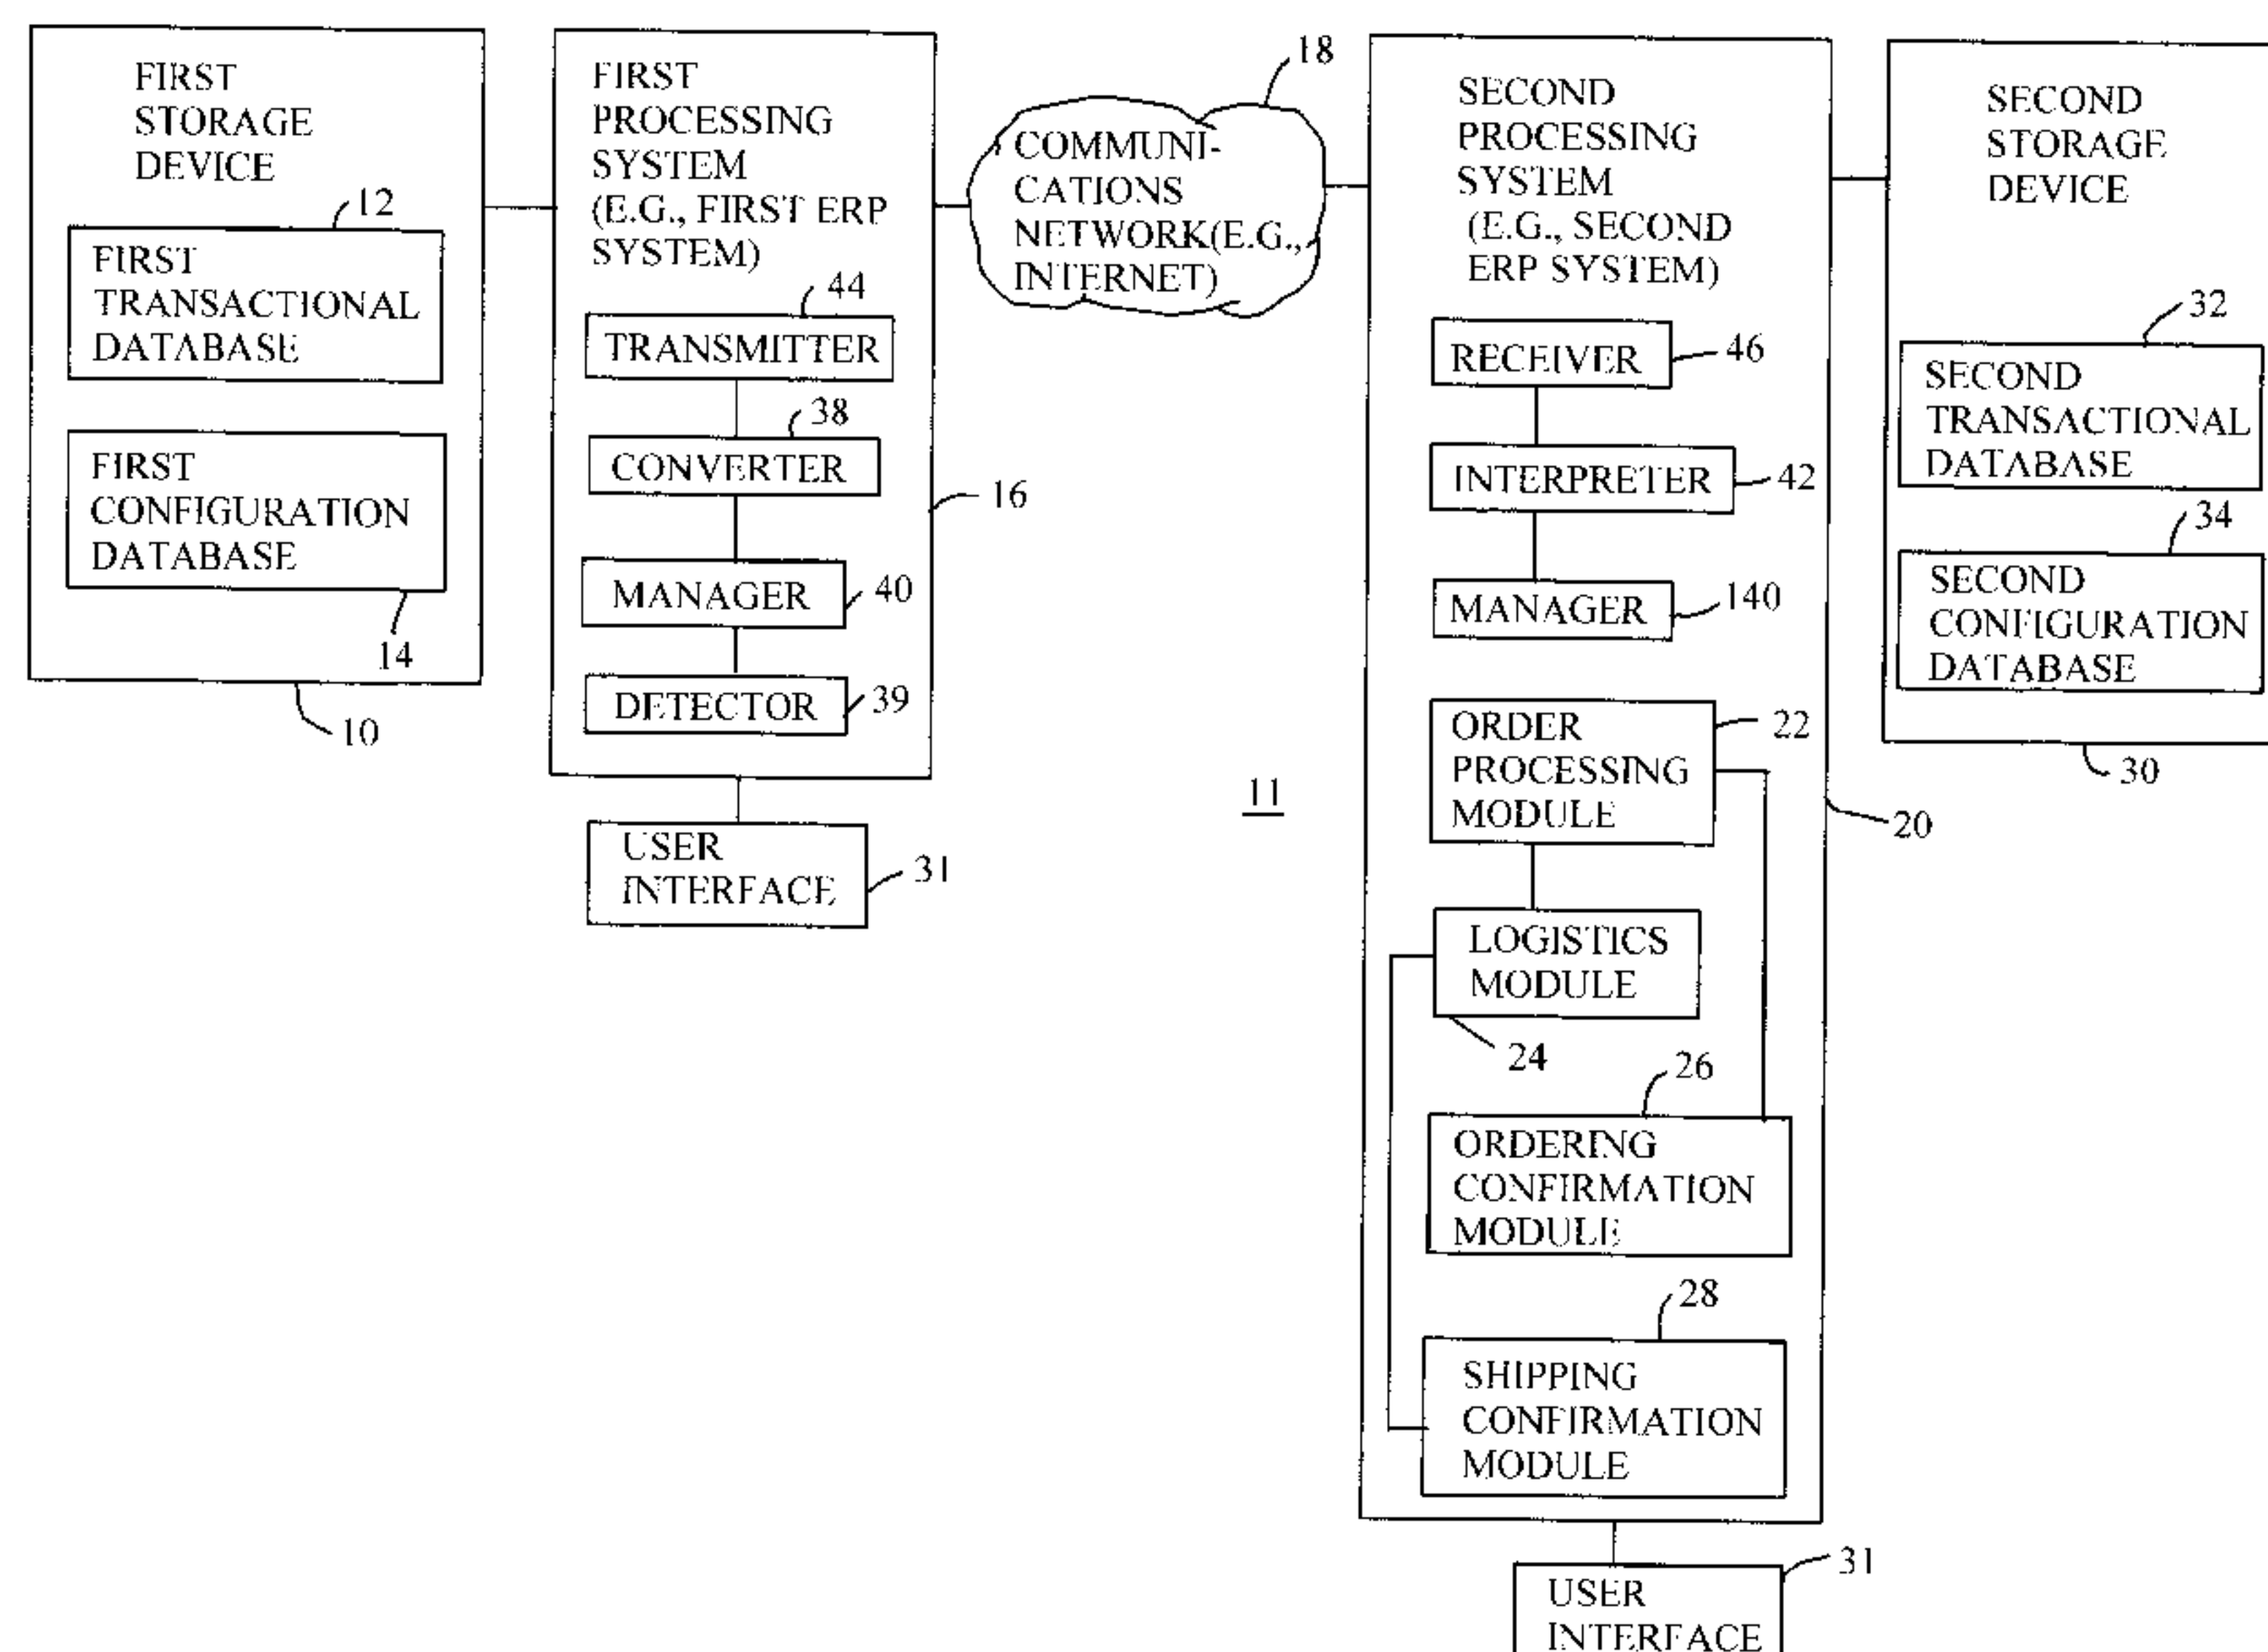 FIRST
STORAGE
DEVICE
12
FIRST
TRANSACTIONAL
DATABASE
FIRST
CONFIGURATION
DATABASE
14
10
FIRST
PROCESSING
SYSTEM
(E.G., FIRST ERP
SYSTEM)
44
TRANSMITTER
38
CONVERTER
16
MANAGER
40
DETECTOR
39
USER
INTERFACE
31
18
COMMUNI-
CATIONS
NETWORK(E.G.,
INTERNET)
11
SECOND
PROCESSING
SYSTEM
(E.G., SECOND
ERP SYSTEM)
RECEIVER
46
INTERPRETER
42
MANAGER
140
ORDER
PROCESSING
MODULE
22
20
LOGISTICS
MODULE
24
26
ORDERING
CONFIRMATION
MODULE
28
SHIPPING
CONFIRMATION
MODULE
31
USER
INTERFACE
SECOND
STORAGE
DEVICE
32
SECOND
TRANSACTIONAL
DATABASE
34
SECOND
CONFIGURATION
DATABASE
30